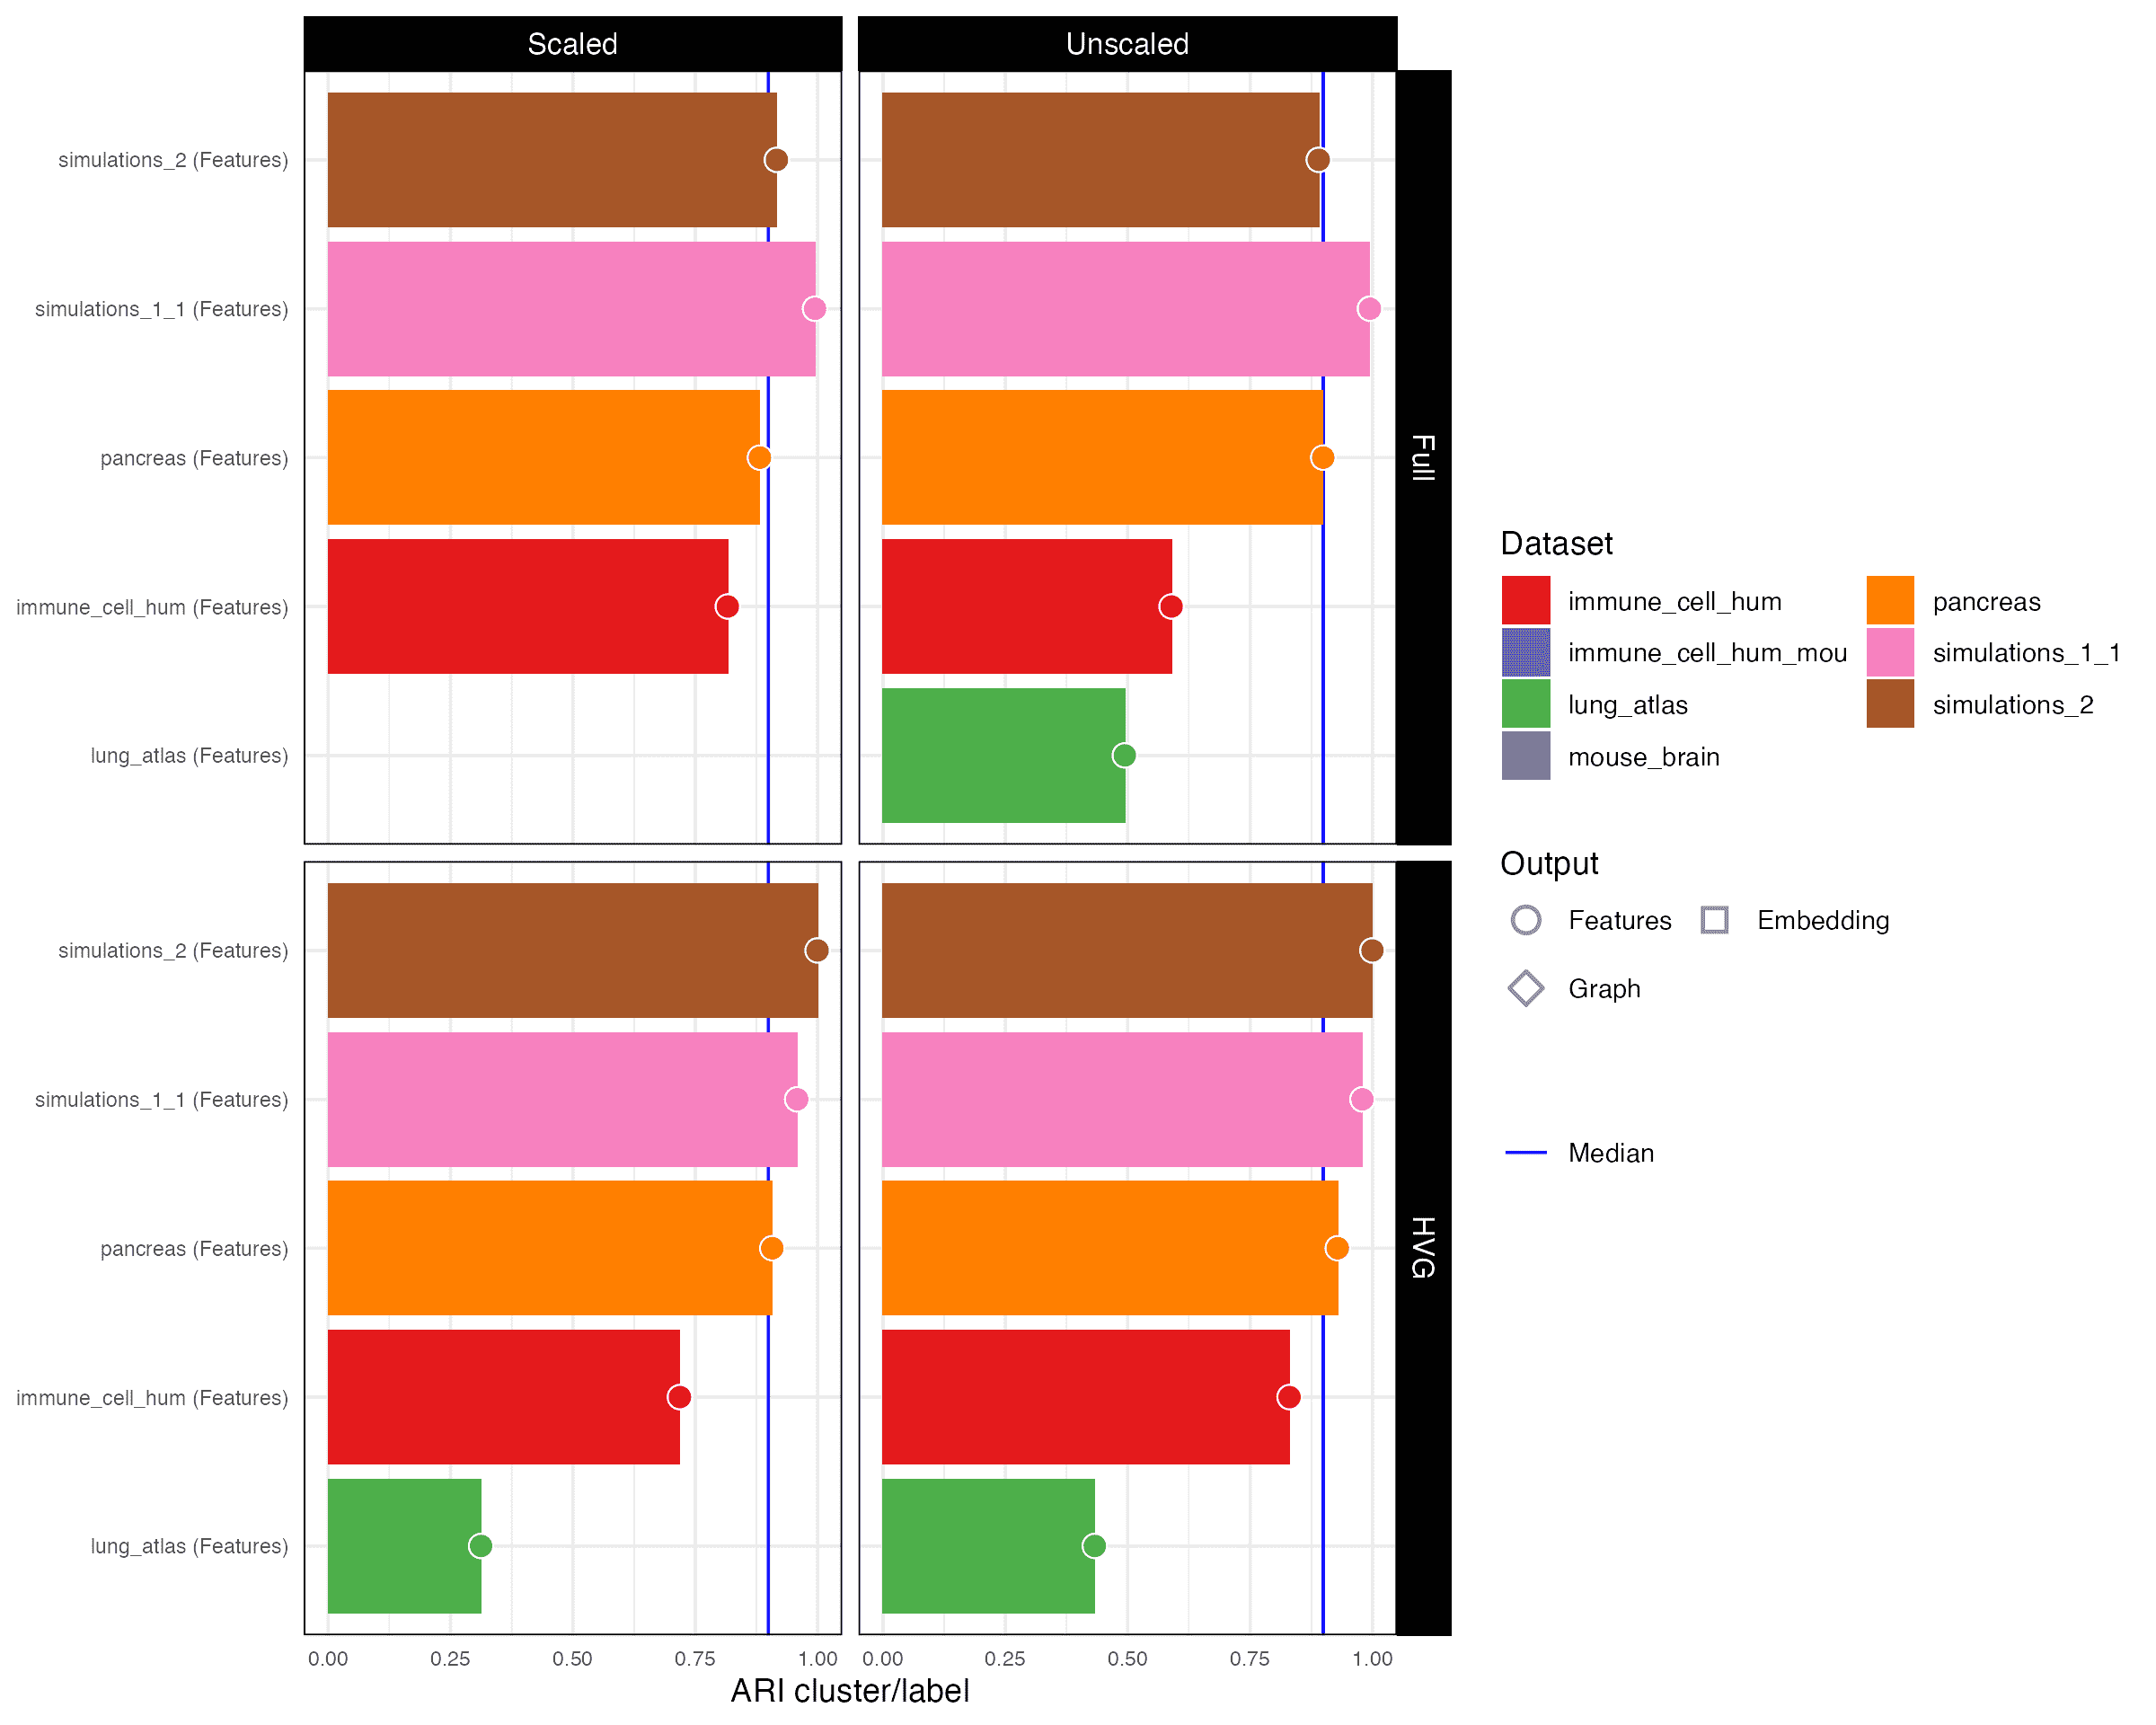 Scaled
Unscaled
simulations_2 (Features)
simulations_1_1 (Features)
pancreas (Features)
immune_cell_hum (Features)
lung_atlas (Features)
Full
simulations_2 (Features)
simulations_1_1 (Features)
pancreas (Features)
immune_cell_hum (Features)
lung_atlas (Features)
HVG
0.00 0.25 0.50 0.75 1.00 0.00 0.25 0.50 0.75 1.00
ARI cluster/label
Dataset
immune_cell_hum pancreas
immune_cell_hum_mou simulations_1_1
lung_atlas simulations_2
mouse_brain
Output
Features Embedding
Graph
Median